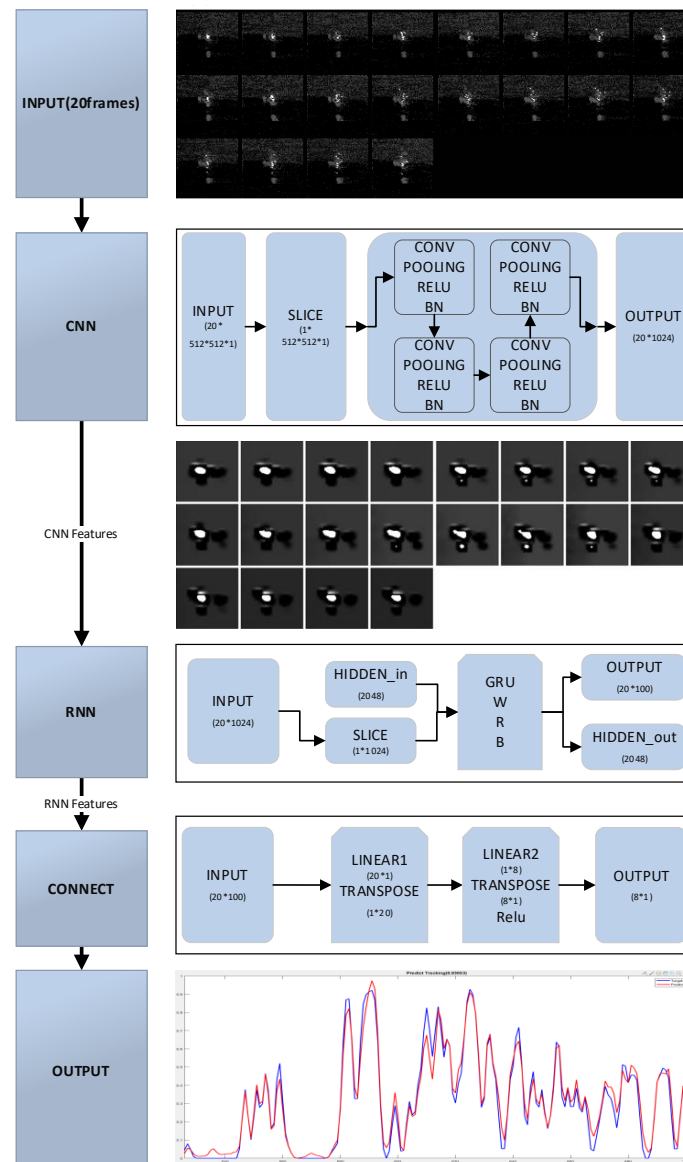 INPUT(20frames)
CNN
INPUT
(20*
512*512*1)
SLICE
(1*
512*512*1)
CONV
POOLING
RELU
BN
CONV
POOLING
RELU
BN
CONV
POOLING
RELU
BN
CONV
POOLING
RELU
BN
OUTPUT
(20*1024)
CNN Features
RNN
INPUT
(20*1024)
HIDDEN_in
(2048)
SLICE
(1*1024)
GRU
W
R
B
OUTPUT
(20*100)
HIDDEN_out
(2048)
RNN Features
CONNECT
INPUT
(20*100)
LINEAR1
(20*1)
TRANSPOSE
(1*20)
LINEAR2
(1*8)
TRANSPOSE
(8*1)
Relu
OUTPUT
(8*1)
OUTPUT